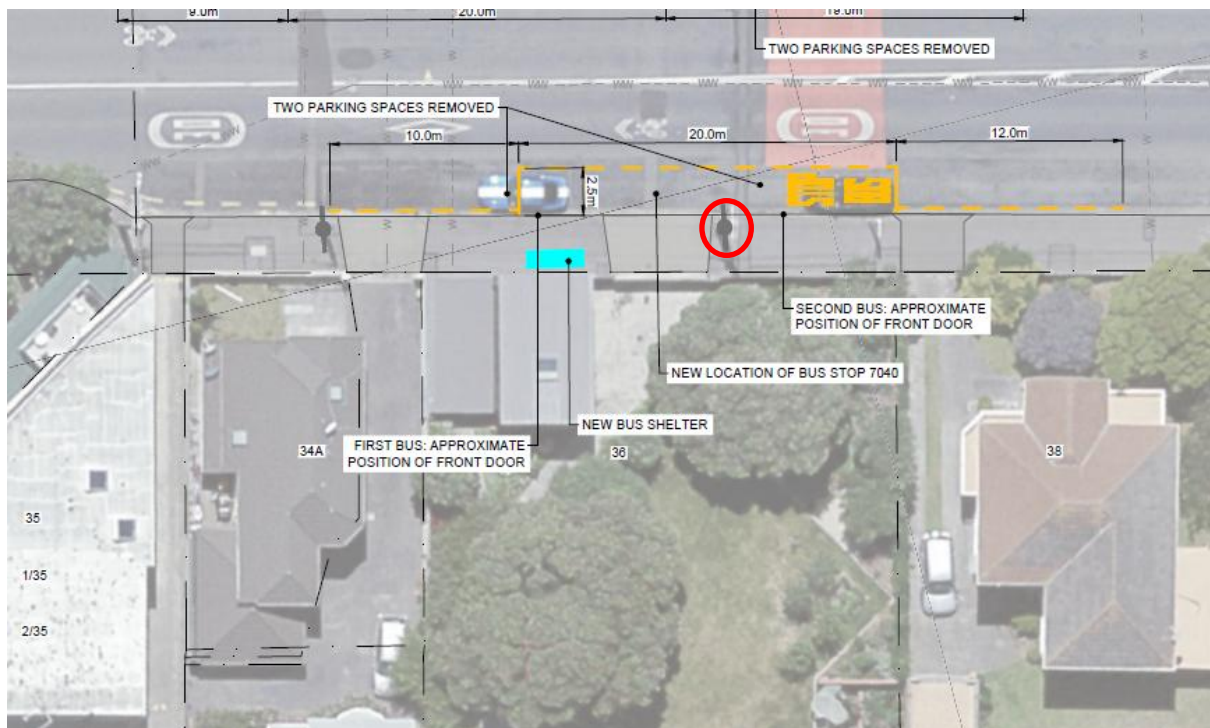 9.0m
20.0m
19.0m
TWO PARKING SPACES REMOVED
TWO PARKING SPACES REMOVED
10.0m
20.0m
12.0m
2.5m
SECOND BUS: APPROXIMATE
POSITION OF FRONT DOOR
NEW LOCATION OF BUS STOP 7040
NEW BUS SHELTER
34A
FIRST BUS: APPROXIMATE
POSITION OF FRONT DOOR
36
38
35
1/35
2/35